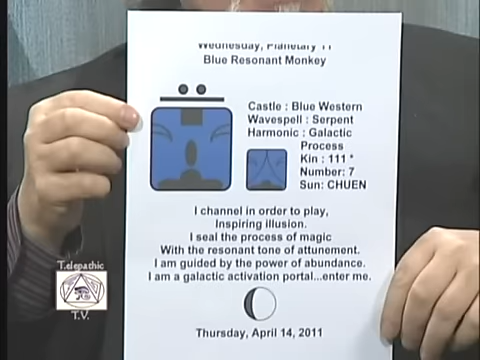 Wednesday, Planetary 11
Blue Resonant Monkey
Castle : Blue Western
Wavespell : Serpent
Harmonic : Galactic
Process
Kin : 111 *
Number: 7
Sun: CHUEN
I channel in order to play,
Inspiring illusion.
I seal the process of magic
With the resonant tone of attunement.
I am guided by the power of abundance.
I am a galactic activation portal...enter me.
Thursday, April 14, 2011
Telepathic
T.V.